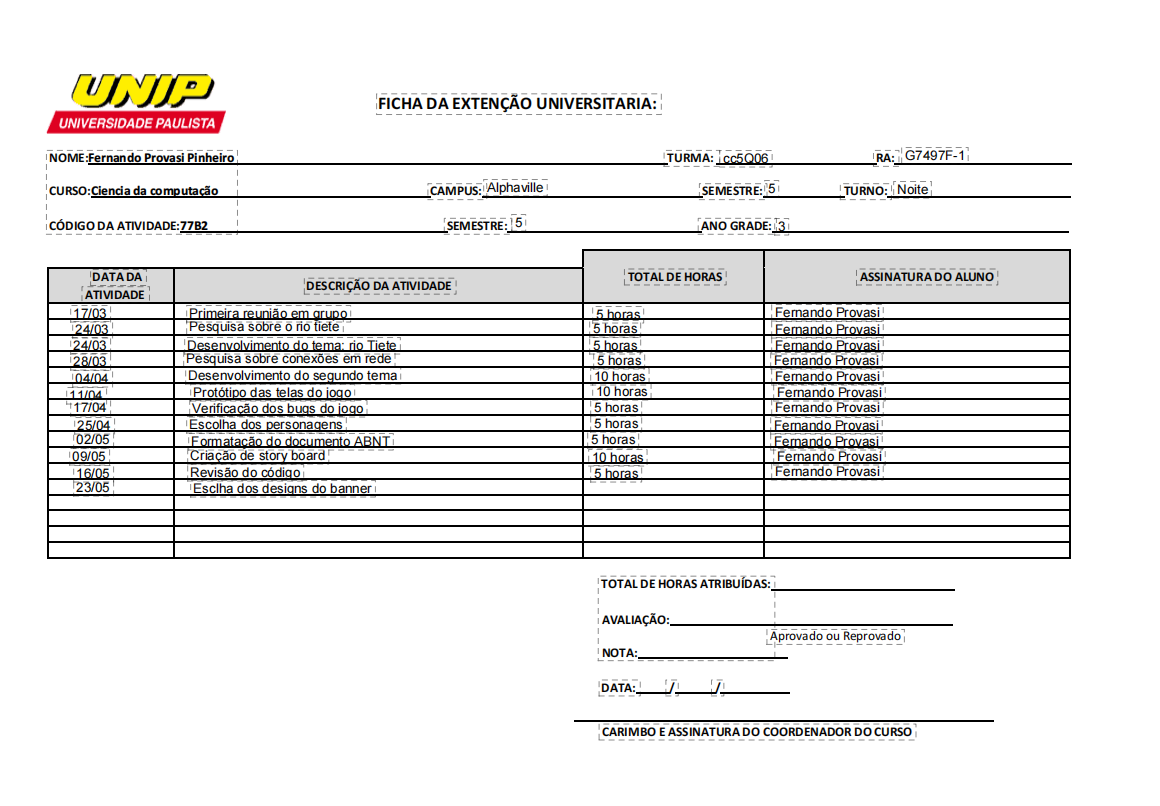 UNIP
UNIVERSIDADE PAULISTA
FICHA DA EXTENÇÃO UNIVERSITARIA:
NOME:Fernando Provasi Pinheiro TURMA: cc5Q06 RA: G7497F-1
CURSO:Ciencia da computação CAMPUS: Alphaville SEMESTRE: 5 TURNO: Noite
CÓDIGO DA ATIVIDADE:77B2 SEMESTRE: 5 ANO GRADE: 3
DATA DA ATIVIDADE DESCRIÇÃO DA ATIVIDADE TOTAL DE HORAS ASSINATURA DO ALUNO
17/03 Primeira reunião em grupo 5 horas Fernando Provasi
24/03 Pesquisa sobre o rio tiete 5 horas Fernando Provasi
24/03 Desenvolvimento do tema: rio Tiete 5 horas Fernando Provasi
28/03 Pesquisa sobre conexões em rede 5 horas Fernando Provasi
04/04 Desenvolvimento do segundo tema 10 horas Fernando Provasi
11/04 Protótipo das telas do jogo 10 horas Fernando Provasi
17/04 Verificação dos bugs do jogo 5 horas Fernando Provasi
25/04 Escolha dos personagens 5 horas Fernando Provasi
02/05 Formatação do documento ABNT 5 horas Fernando Provasi
09/05 Criação de story board 10 horas Fernando Provasi
16/05 Revisão do código 5 horas Fernando Provasi
23/05 Esclha dos designs do banner
TOTAL DE HORAS ATRIBUÍDAS:
AVALIAÇÃO:
Aprovado ou Reprovado
NOTA:
DATA: / /
CARIMBO E ASSINATURA DO COORDENADOR DO CURSO